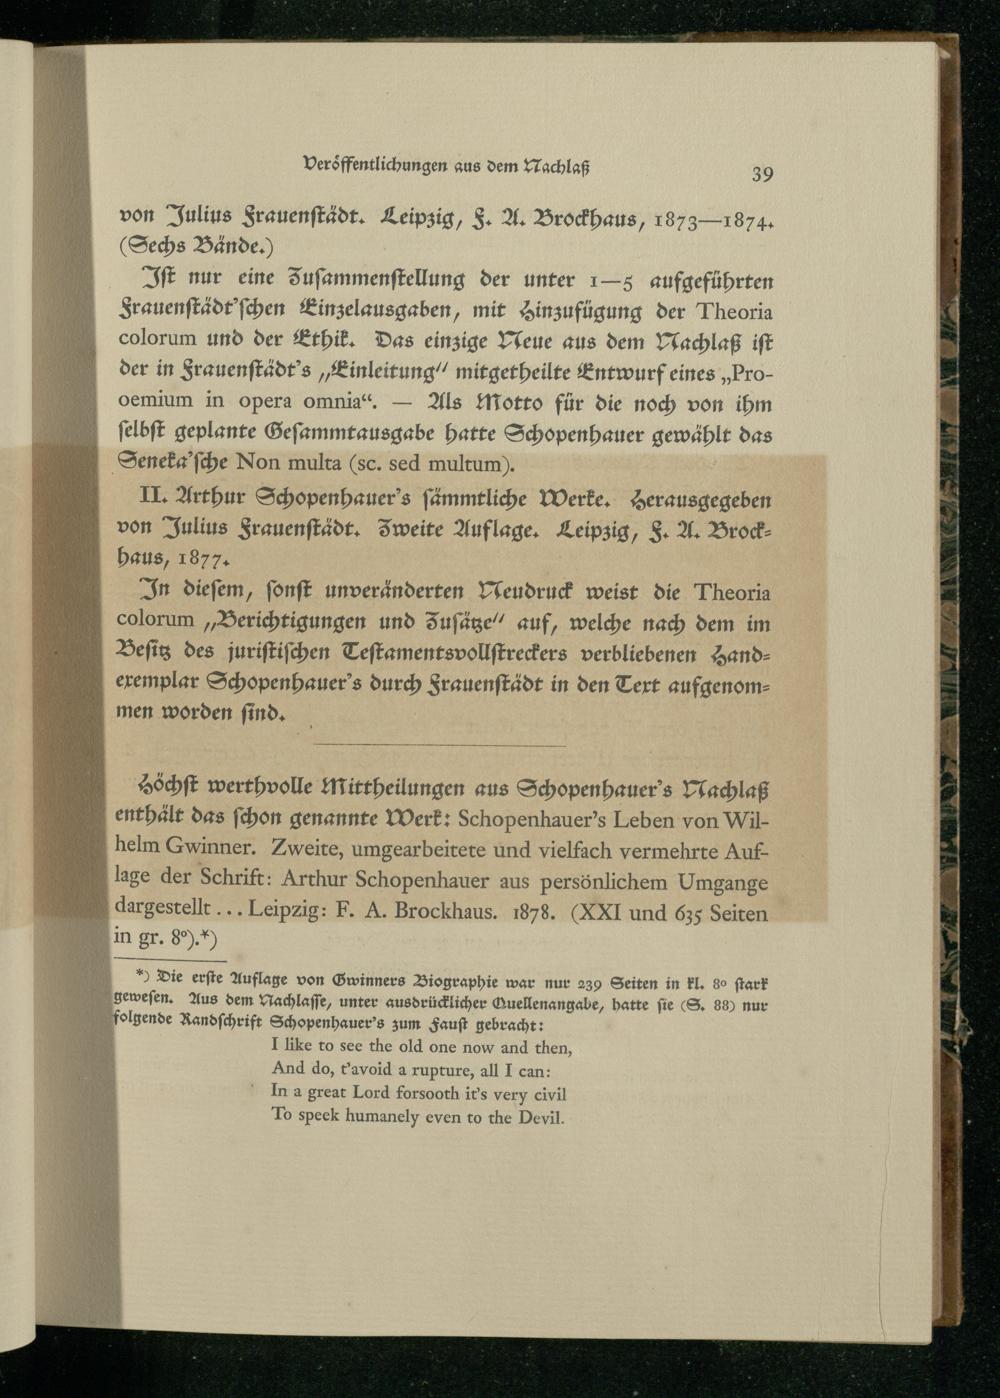 Veröffentlichungen aus dem Nachlaß
39
von Julius Frauenstädt. Leipzig, F. A. Brockhaus, 1873—1874.
(Sechs Bände.)
Ist nur eine Zusammenstellung der unter 1—5 aufgeführten
Frauenstädt'schen Einzelausgaben, mit Hinzufügung der Theoria
colorum und der Ethik. Das einzige Neue aus dem Nachlaß ist
der in Frauenstädt's „Einleitung" mitgetheilte Entwurf eines „Pro-
oemium in opera omnia“. — Als Motto für die noch von ihm
selbst geplante Gesammtausgabe hatte Schopenhauer gewählt das
Seneka'sche Non multa (sc. sed multum).
II. Arthur Schopenhauer's sämmtliche Werke. Herausgegeben
von Julius Frauenstädt. Zweite Auflage. Leipzig, F. A. Brock-
haus, 1877.
In diesem, sonst unveränderten Neudruck weist die Theoria
colorum „Berichtigungen und Zusätze" auf, welche nach dem im
Besitz des juristischen Testamentsvollstreckers verbliebenen Hand-
exemplar Schopenhauer's durch Frauenstädt in den Text aufgenom-
men worden sind.
Höchst werthvolle Mittheilungen aus Schopenhauer's Nachlaß
enthält das schon genannte Werk: Schopenhauer's Leben von Wil-
helm Gwinner. Zweite, umgearbeitete und vielfach vermehrte Auf-
lage der Schrift: Arthur Schopenhauer aus persönlichem Umgange
dargestellt ... Leipzig: F. A. Brockhaus. 1878. (XXI und 635 Seiten
in gr. 8°).*)
*) Die erste Auflage von Gwinners Biographie war nur 239 Seiten in kl. 8° stark
gewesen. Aus dem Nachlasse, unter ausdrücklicher Quellenangabe, hatte sie (S. 88) nur
folgende Randschrift Schopenhauer's zum Faust gebracht:
I like to see the old one now and then,
And do, t'avoid a rupture, all I can:
In a great Lord forsooth it's very civil
To speek humanely even to the Devil.